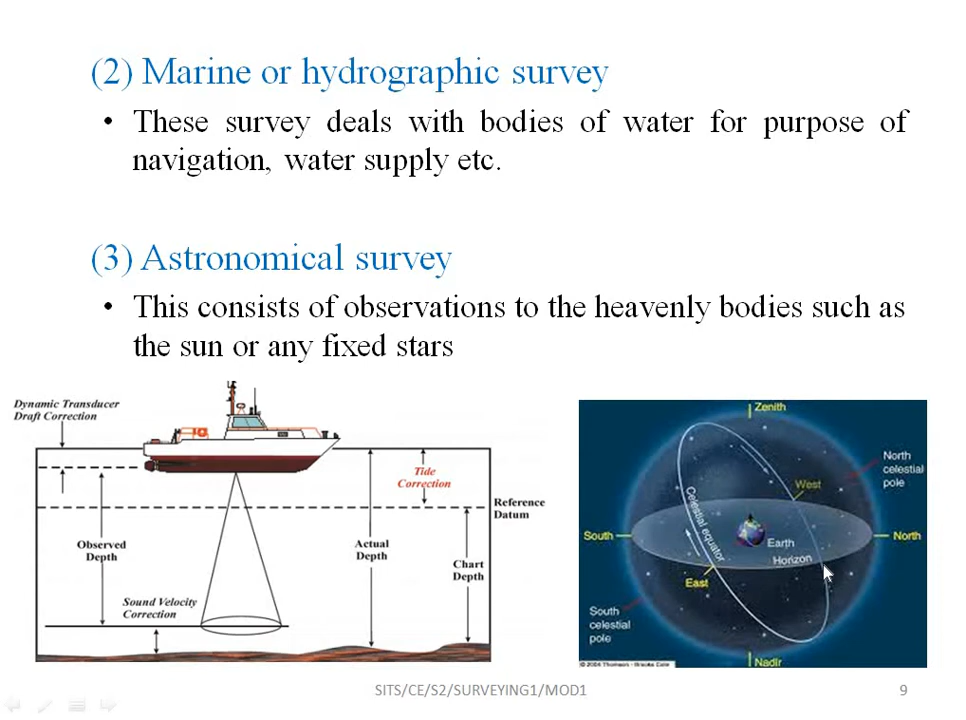 (2) Marine or hydrographic survey
• These survey deals with bodies of water for purpose of
navigation, water supply etc.
(3) Astronomical survey
• This consists of observations to the heavenly bodies such as
the sun or any fixed stars
Dynamic Transducer
Draft Correction
Tide
Correction
Reference
Datum
Observed
Depth
Actual
Depth
Chart
Depth
Sound Velocity
Correction
Zenith
North
celestial
pole
West
Celestial equator
South
Earth
North
Horizon
East
South
celestial
pole
Nadir
© 2004 Thomson - Brooks Cole
SITS/CE/S2/SURVEYING1/MOD1
9